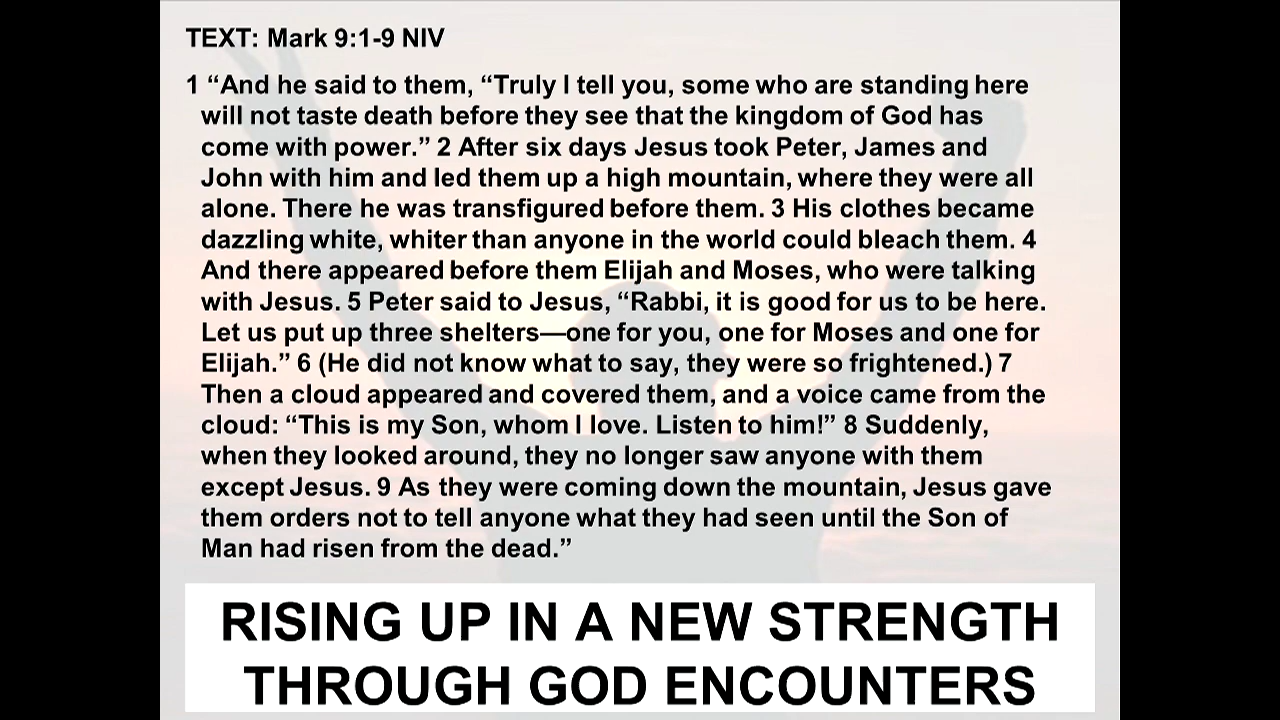 TEXT: Mark 9:1-9 NIV
1 “And he said to them, “Truly I tell you, some who are standing here
will not taste death before they see that the kingdom of God has
come with power.” 2 After six days Jesus took Peter, James and
John with him and led them up a high mountain, where they were all
alone. There he was transfigured before them. 3 His clothes became
dazzling white, whiter than anyone in the world could bleach them. 4
And there appeared before them Elijah and Moses, who were talking
with Jesus. 5 Peter said to Jesus, “Rabbi, it is good for us to be here.
Let us put up three shelters—one for you, one for Moses and one for
Elijah.” 6 (He did not know what to say, they were so frightened.) 7
Then a cloud appeared and covered them, and a voice came from the
cloud: “This is my Son, whom I love. Listen to him!” 8 Suddenly,
when they looked around, they no longer saw anyone with them
except Jesus. 9 As they were coming down the mountain, Jesus gave
them orders not to tell anyone what they had seen until the Son of
Man had risen from the dead.”
RISING UP IN A NEW STRENGTH
THROUGH GOD ENCOUNTERS